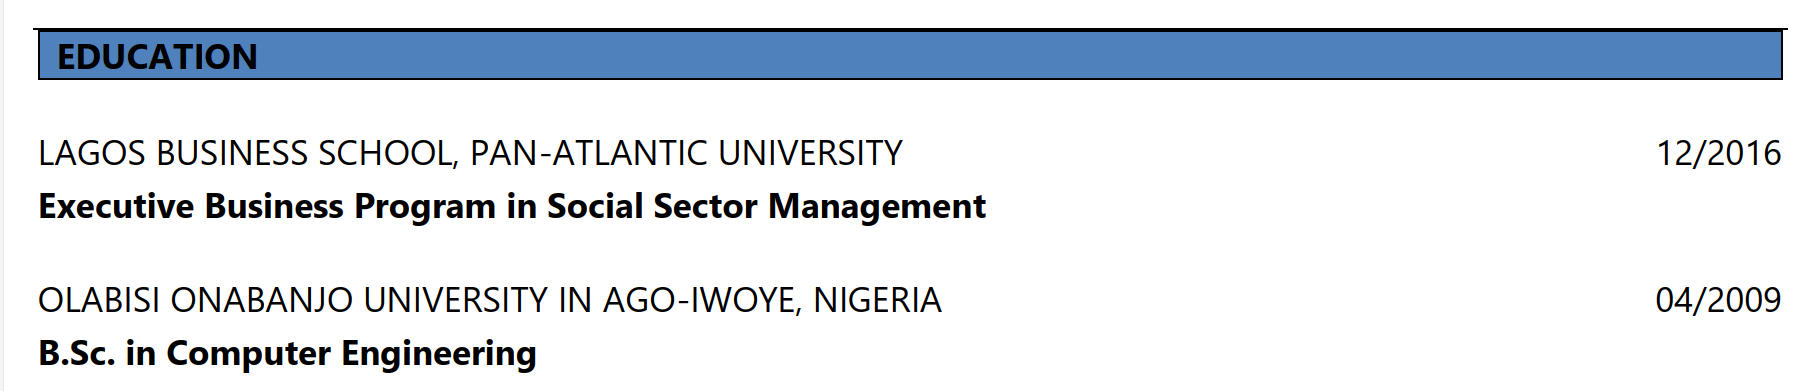 EDUCATION
LAGOS BUSINESS SCHOOL, PAN-ATLANTIC UNIVERSITY 12/2016
Executive Business Program in Social Sector Management
OLABISI ONABANJO UNIVERSITY IN AGO-IWOYE, NIGERIA 04/2009
B.Sc. in Computer Engineering